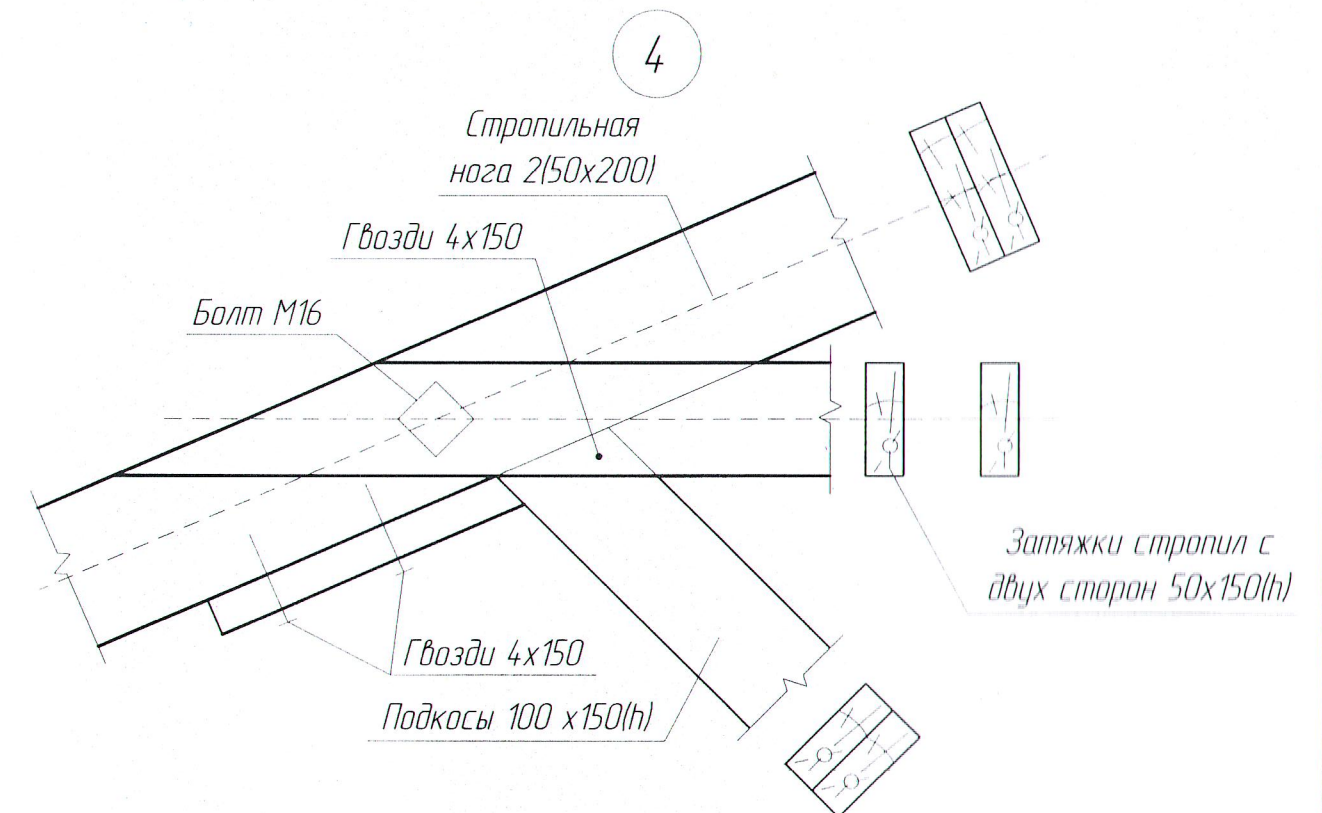 4
Стропильная
нога 2(50х200)
Гвозди 4х150
Болт М16
Затяжки стропил с
двух сторон 50х150(h)
Гвозди 4х150
Подкосы 100 х150(h)